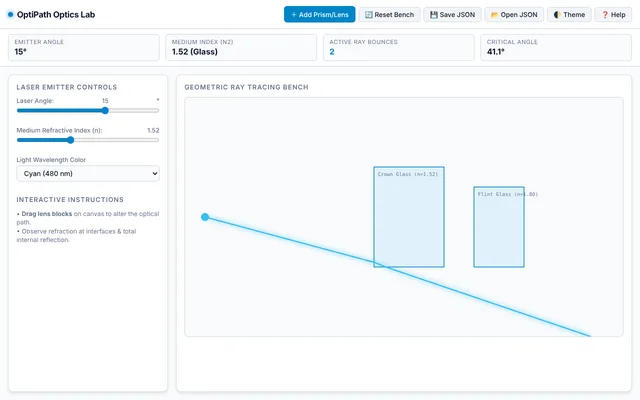 OptiPath Optics Lab
+ Add Prism/Lens
🔄 Reset Bench
💾 Save JSON
📂 Open JSON
🌓 Theme
❓ Help
EMITTER ANGLE
15°
MEDIUM INDEX (N2)
1.52 (Glass)
ACTIVE RAY BOUNCES
2
CRITICAL ANGLE
41.1°
LASER EMITTER CONTROLS
Laser Angle: 15 °
Medium Refractive Index (n): 1.52
Light Wavelength Color
Cyan (480 nm)
INTERACTIVE INSTRUCTIONS
• Drag lens blocks on canvas to alter the optical
path.
• Observe refraction at interfaces & total
internal reflection.
GEOMETRIC RAY TRACING BENCH
Crown Glass (n=1.52)
Flint Glass (n=1.80)